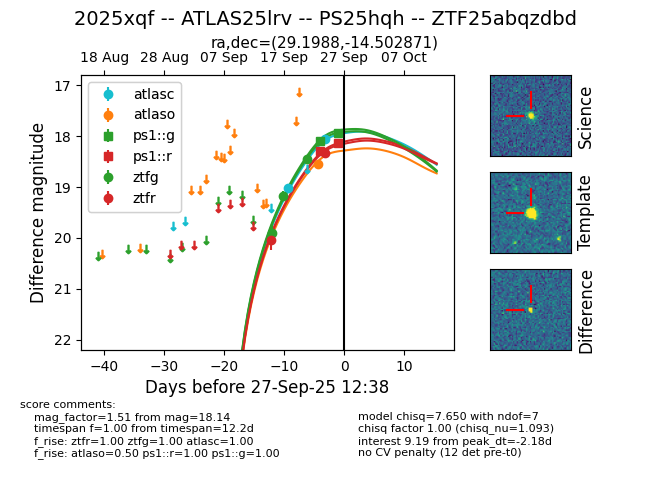 2025xqf -- ATLAS25lrv -- PS25hqh -- ZTF25abqzdbd
ra,dec=(29.1988,-14.502871)
18 Aug 28 Aug 07 Sep 17 Sep 27 Sep 07 Oct
17
18
19
20
21
22
Difference magnitude
atlasc
atlaso
ps1::g
ps1::r
ztfg
ztfr
−40 −30 −20 −10 0 10
Days before 27-Sep-25 12:38
Science
Template
Difference
score comments:
mag_factor=1.51 from mag=18.14
timespan f=1.00 from timespan=12.2d
f_rise: ztfr=1.00 ztfg=1.00 atlasc=1.00
f_rise: atlaso=0.50 ps1::r=1.00 ps1::g=1.00
model chisq=7.650 with ndof=7
chisq factor 1.00 (chisq_nu=1.093)
interest 9.19 from peak_dt=-2.18d
no CV penalty (12 det pre-t0)